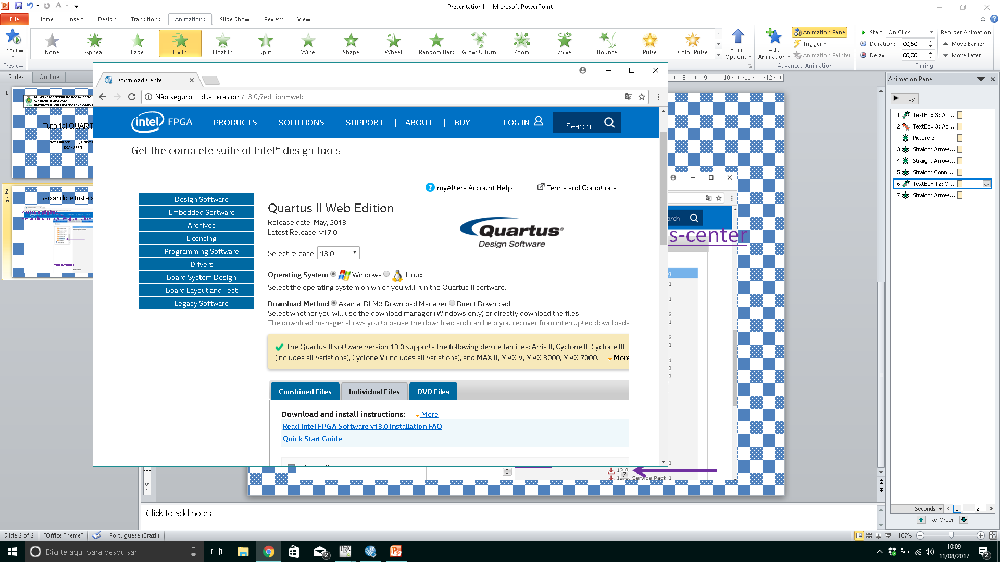 Presentation1 - Microsoft PowerPoint
File Home Insert Design Transitions Animations Slide Show Review View
Preview None Appear Fade Fly In Float In Split Wipe Shape Wheel Random Bars Grow & Turn Zoom Swivel Bounce Pulse Color Pulse Effect Options Add Animation Animation Pane Trigger Animation Painter
Start: On Click Reorder Animation
Duration: 00,50 Move Earlier
Delay: 00,00 Move Later
Preview Advanced Animation Timing
Slides Outline
Download Center
Não seguro dl.altera.com/13.0/?edition=web
intel FPGA PRODUCTS | SOLUTIONS | SUPPORT | ABOUT | BUY LOG IN Search
Get the complete suite of Intel® design tools
myAltera Account Help Terms and Conditions
Design Software
Embedded Software
Archives
Licensing
Programming Software
Drivers
Board System Design
Board Layout and Test
Legacy Software
Quartus II Web Edition
Release date: May, 2013
Latest Release: v17.0
Quartus®
Design Software
Select release: 13.0
Operating System Windows Linux
Select the operating system on which you will run the Quartus II software.
Download Method Akamai DLM3 Download Manager Direct Download
Select whether you will use the download manager (Windows only) or directly download the files.
The download manager allows you to pause the download and can help you recover from interrupted downloads
The Quartus II software version 13.0 supports the following device families: Arria II, Cyclone II, Cyclone III,
(includes all variations), Cyclone V (includes all variations), and MAX II, MAX V, MAX 3000, MAX 7000. More
Combined Files Individual Files DVD Files
Download and install instructions: More
Read Intel FPGA Software v13.0 Installation FAQ
Quick Start Guide
1
Tutorial QUART
DCA/UFRN
2
Baixando e Instala
s-center
8 9 10 11 12
5
13.0
7
Service Pack 1
Animation Pane
Play
1 TextBox 3: Ac...
2 TextBox 3: Ac...
Picture 3
3 Straight Arrow...
4 Straight Arrow...
5 Straight Conn...
6 TextBox 12: V...
7 Straight Arrow...
Seconds 0 2
Re-Order
Click to add notes
Slide 2 of 2 "Office Theme" Portuguese (Brazil) 107%
Digite aqui para pesquisar
10:09
11/08/2017